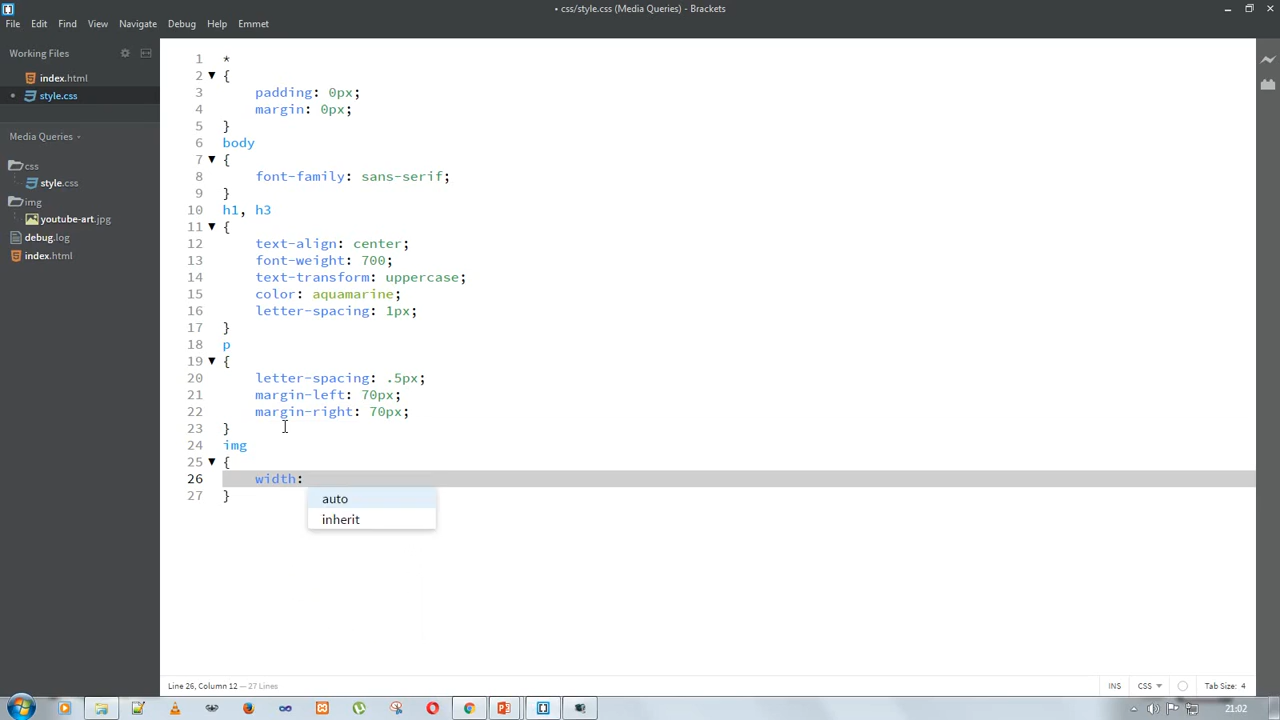 • css/style.css (Media Queries) - Brackets
File Edit Find View Navigate Debug Help Emmet
Working Files
index.html
• style.css
Media Queries
css
style.css
img
youtube-art.jpg
debug.log
index.html
1 *
2 {
3 padding: 0px;
4 margin: 0px;
5 }
6 body
7 {
8 font-family: sans-serif;
9 }
10 h1, h3
11 {
12 text-align: center;
13 font-weight: 700;
14 text-transform: uppercase;
15 color: aquamarine;
16 letter-spacing: 1px;
17 }
18 p
19 {
20 letter-spacing: .5px;
21 margin-left: 70px;
22 margin-right: 70px;
23 }
24 img
25 {
26 width:
27 }
auto
inherit
Line 26, Column 12 — 27 Lines
INS CSS Tab Size: 4
21:02